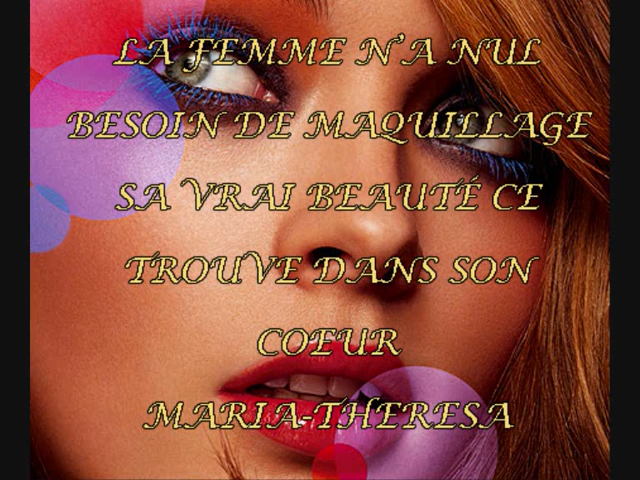 LA FEMME N'A NUL
BESOIN DE MAQUILLAGE
SA VRAI BEAUTÉ CE
TROUVE DANS SON
COEUR
MARIA-THERESA